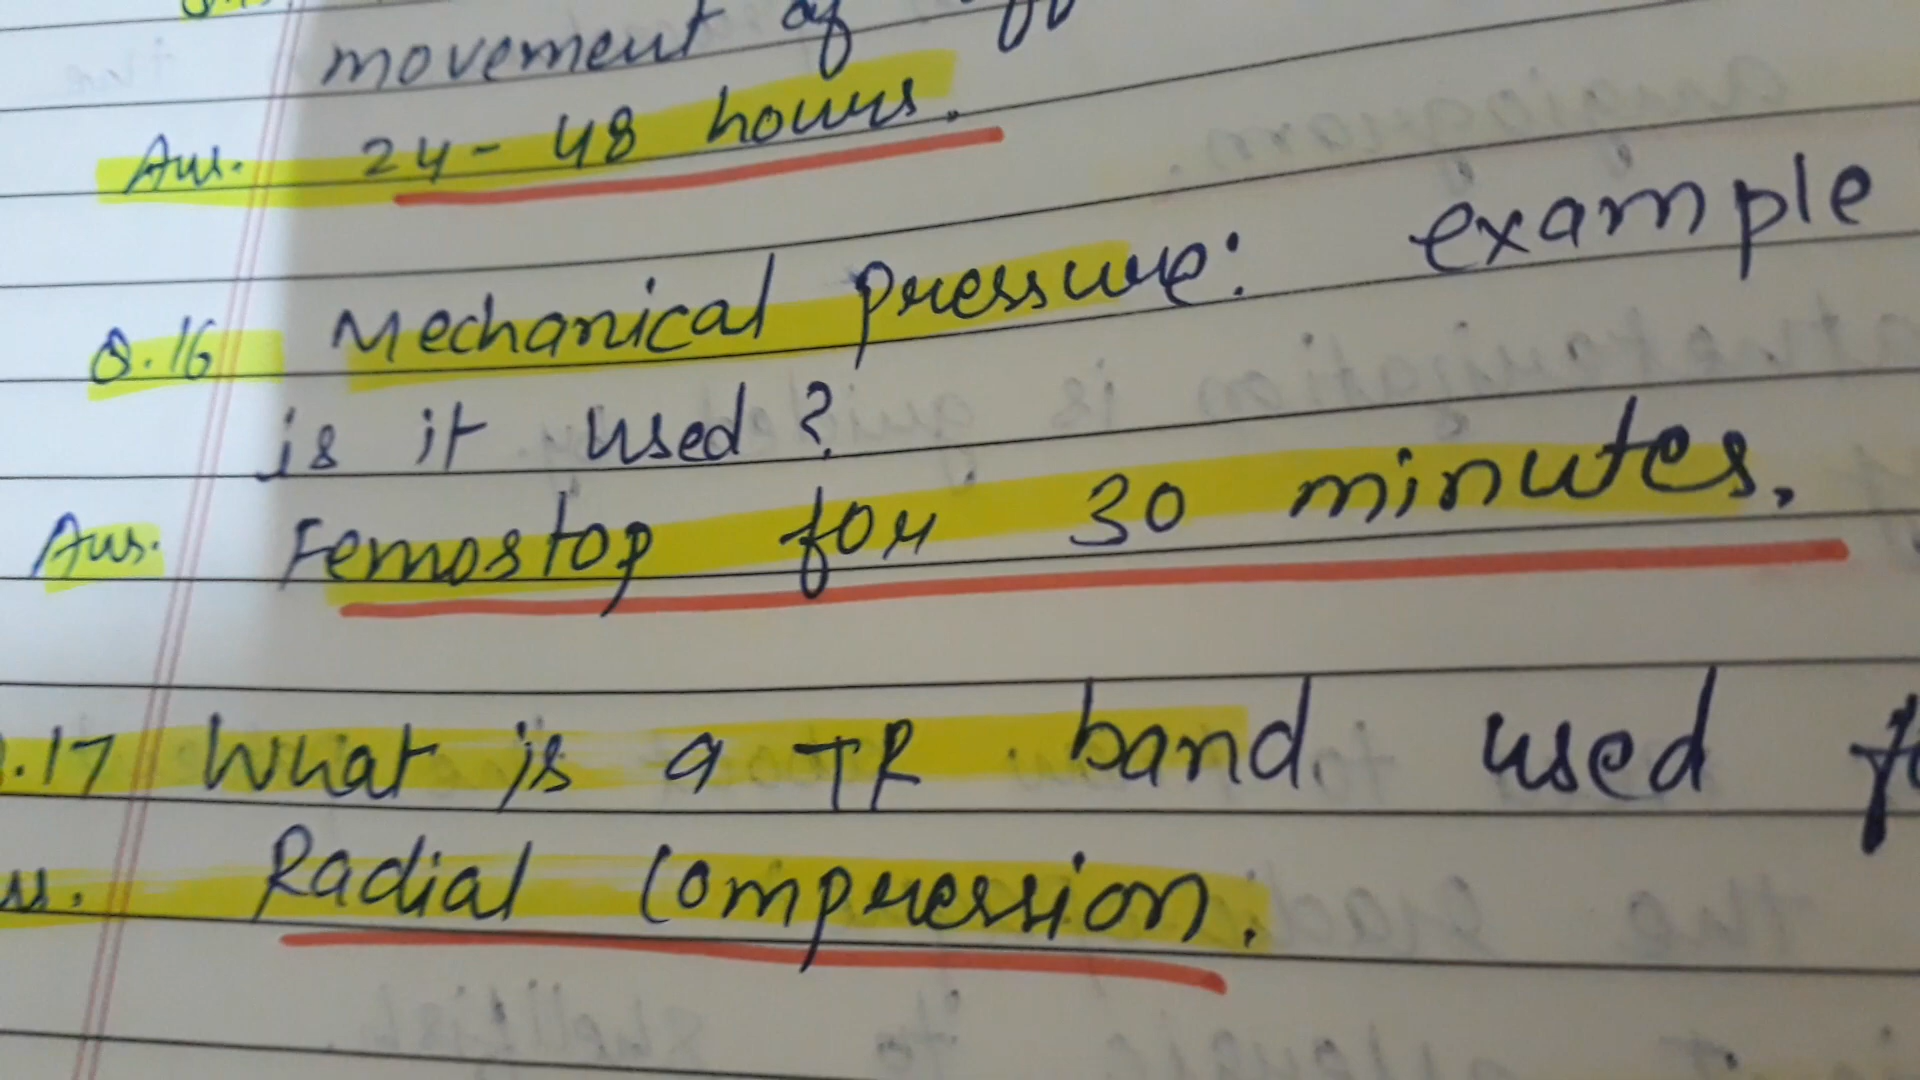 movement of
Ans. 24 - 48 hours.
Q.16 Mechanical pressure: example
is it used?
Ans. Femostop for 30 minutes.
.17 What is a TR band used
Radial Compression.